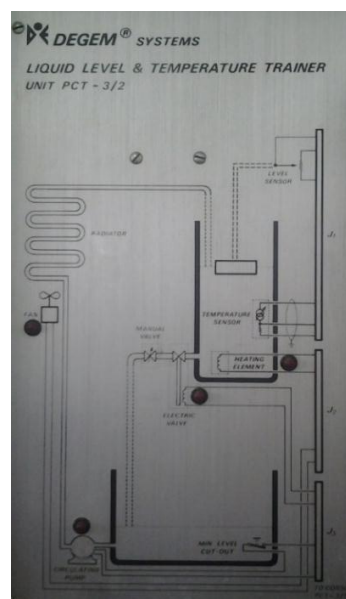 DEGEM® SYSTEMS
LIQUID LEVEL & TEMPERATURE TRAINER
UNIT PCT - 3/2
LEVEL
SENSOR
RADIATOR
J1
FAN
TEMPERATURE
SENSOR
MANUAL
VALVE
HEATING
ELEMENT
J2
ELECTRIC
VALVE
MIN. LEVEL
CUT-OUT
J3
CIRCULATING
PUMP